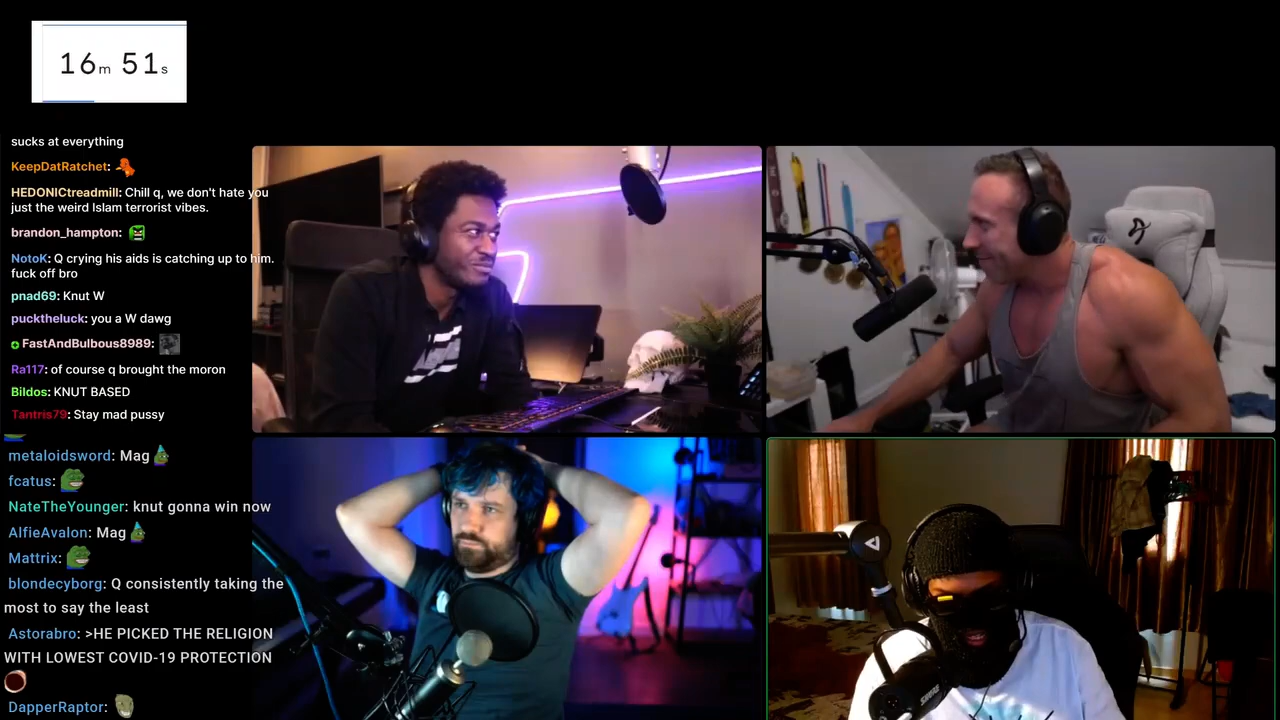 16m 51s
sucks at everything
KeepDatRatchet:
HEDONICtreadmill: Chill q, we don't hate you
just the weird Islam terrorist vibes.
brandon_hampton:
NotoK: Q crying his aids is catching up to him.
fuck off bro
pnad69: Knut W
pucktheluck: you a W dawg
FastAndBulbous8989:
Ra117: of course q brought the moron
Bildos: KNUT BASED
Tantris79: Stay mad pussy
metaloidsword: Mag
fcatus:
NateTheYounger: knut gonna win now
AlfieAvalon: Mag
Mattrix:
blondecyborg: Q consistently taking the
most to say the least
Astorabro: >HE PICKED THE RELIGION
WITH LOWEST COVID-19 PROTECTION
DapperRaptor:
SHURE